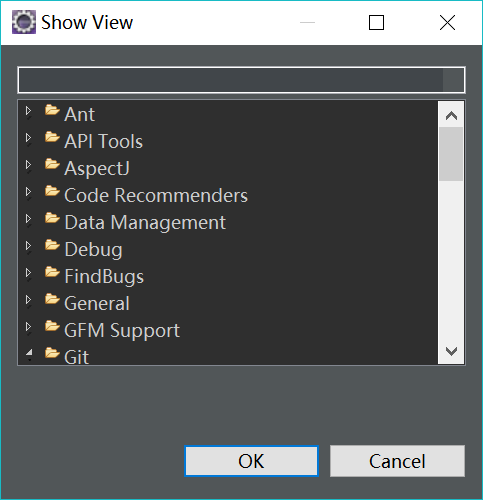 Show View
Ant
API Tools
AspectJ
Code Recommenders
Data Management
Debug
FindBugs
General
GFM Support
Git
OK
Cancel